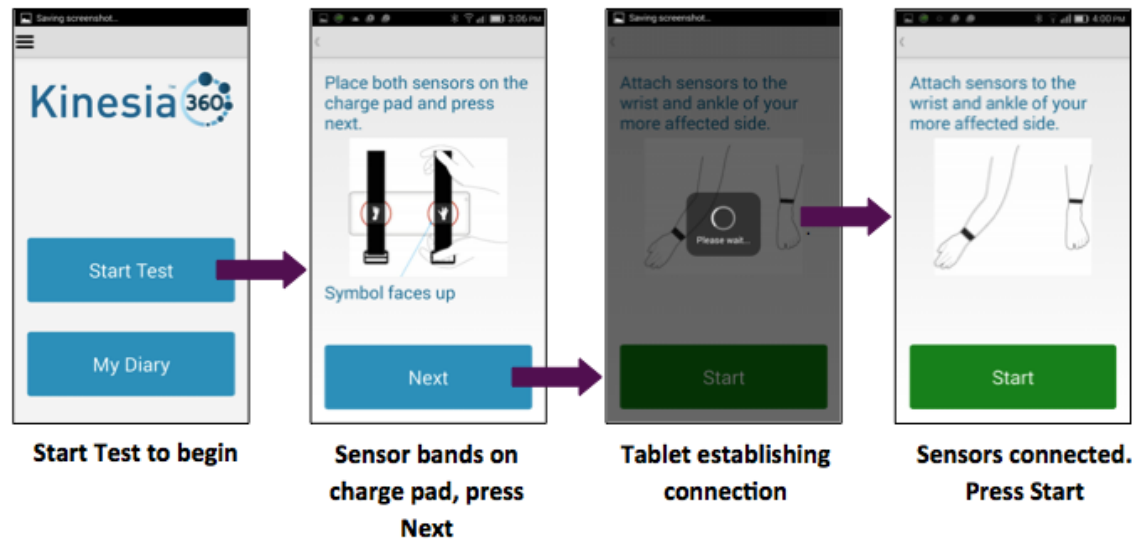 Saving screenshot...
Kinesia™ 360
Start Test
My Diary
Start Test to begin
3:06 PM
Place both sensors on the
charge pad and press
next.
Symbol faces up
Next
Sensor bands on
charge pad, press
Next
Saving screenshot...
Attach sensors to the
wrist and ankle of your
more affected side.
Please wait...
Start
Tablet establishing
connection
4:00 PM
Attach sensors to the
wrist and ankle of your
more affected side.
Start
Sensors connected.
Press Start